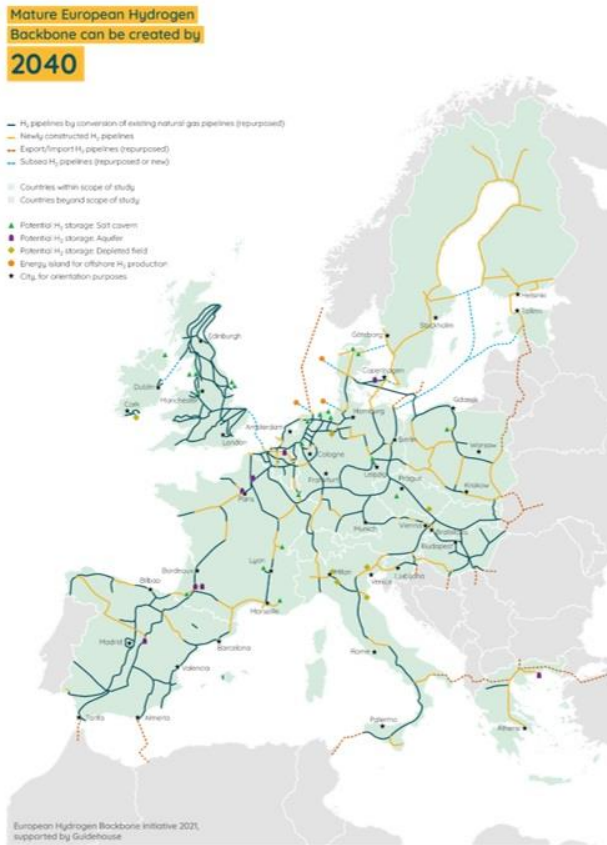 Mature European Hydrogen
Backbone can be created by
2040
H₂ pipelines by conversion of existing natural gas pipelines (repurposed)
Newly constructed H₂ pipelines
Export/Import H₂ pipelines (repurposed)
Subsea H₂ pipelines (repurposed or new)
Countries within scope of study
Countries beyond scope of study
Potential H₂ storage: Salt cavern
Potential H₂ storage: Aquifer
Potential H₂ storage: Depleted field
Energy island for offshore H₂ production
City, for orientation purposes
Helsinki
Tallinn
Stockholm
Göteborg
Edinburgh
Copenhagen
Dublin
Manchester
Cork
Gdansk
Hamburg
Amsterdam
London
Berlin
Warsaw
Cologne
Leipzig
Frankfurt
Prague
Krakow
Paris
Munich
Vienna
Bratislava
Budapest
Lyon
Milan
Venice
Ljubljana
Bordeaux
Bilbao
Marseille
Barcelona
Madrid
Rome
Valencia
Palermo
Athens
Tarifa
Almeria
European Hydrogen Backbone Initiative 2021,
supported by Guidehouse